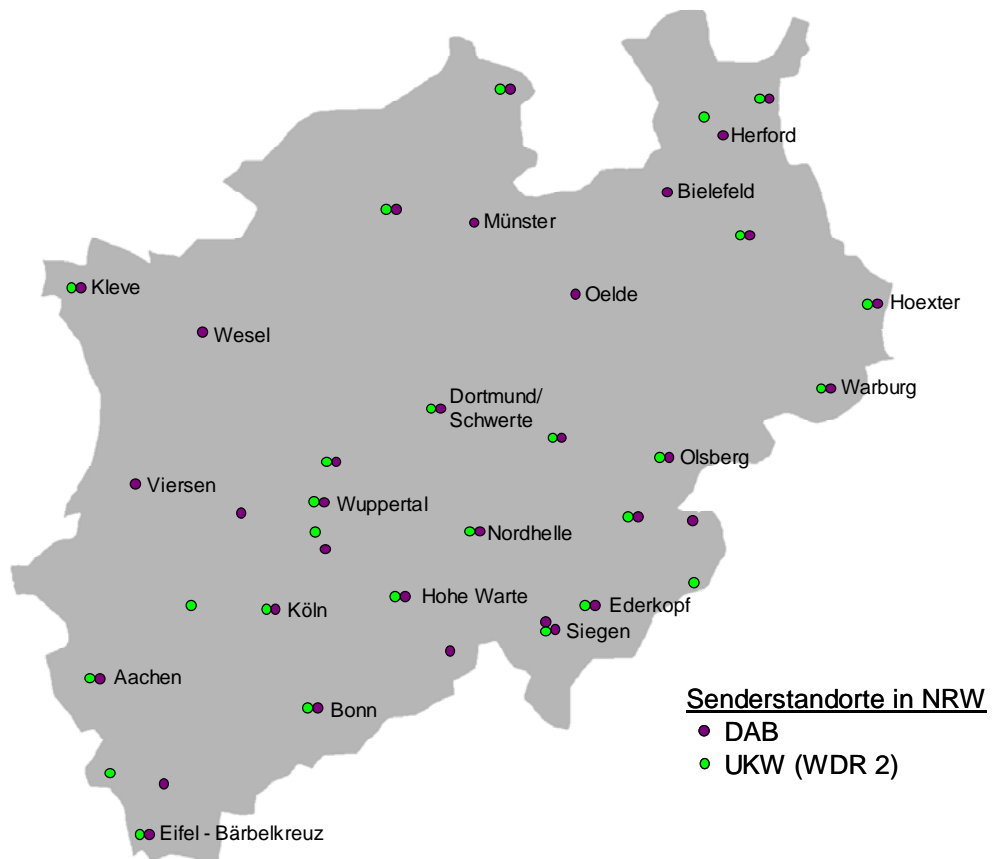 Herford
Bielefeld
Münster
Kleve
Oelde
Hoexter
Wesel
Warburg
Dortmund/
Schwerte
Olsberg
Viersen
Wuppertal
Nordhelle
Hohe Warte
Ederkopf
Köln
Siegen
Aachen
Bonn
Senderstandorte in NRW
DAB
UKW (WDR 2)
Eifel - Bärbelkreuz